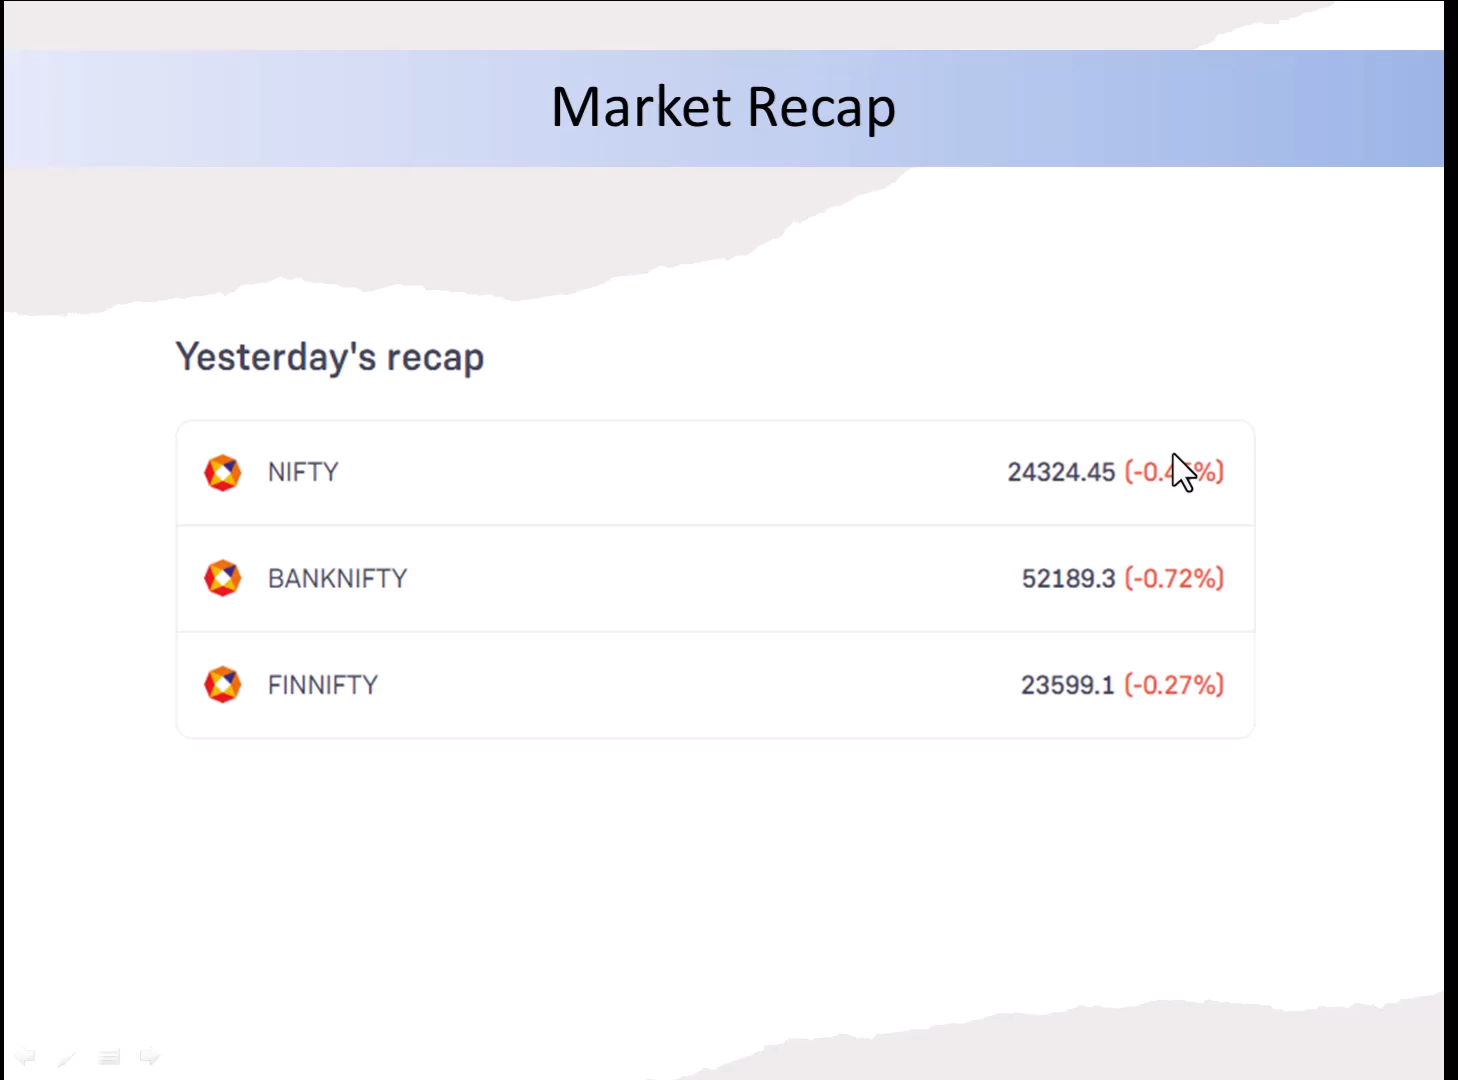 Market Recap
Yesterday's recap
NIFTY 24324.45
BANKNIFTY 52189.3 (-0.72%)
FINNIFTY 23599.1 (-0.27%)